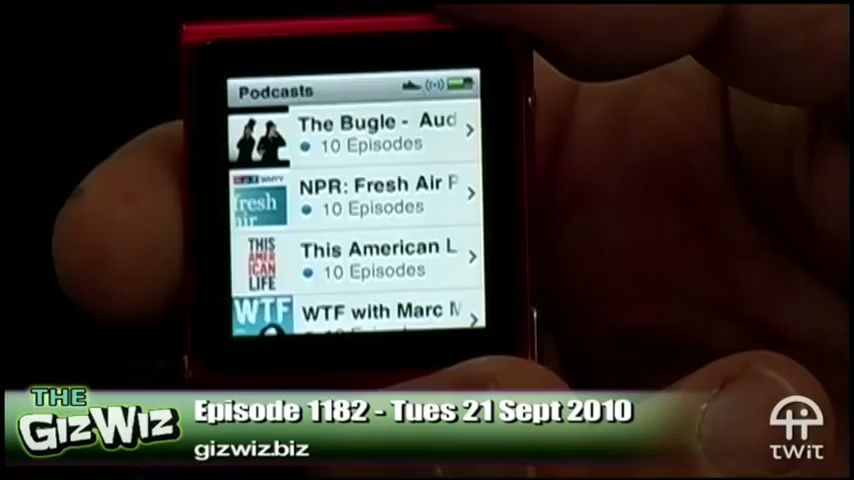 Podcasts
The Bugle - Aud
10 Episodes
NPR: Fresh Air P
10 Episodes
fresh
air
This American L
10 Episodes
THIS
AMER
ICAN
LIFE
WTF with Marc M
WTF
THE
GIZWIZ
Episode 1182 - Tues 21 Sept 2010
gizwiz.biz
TWiT